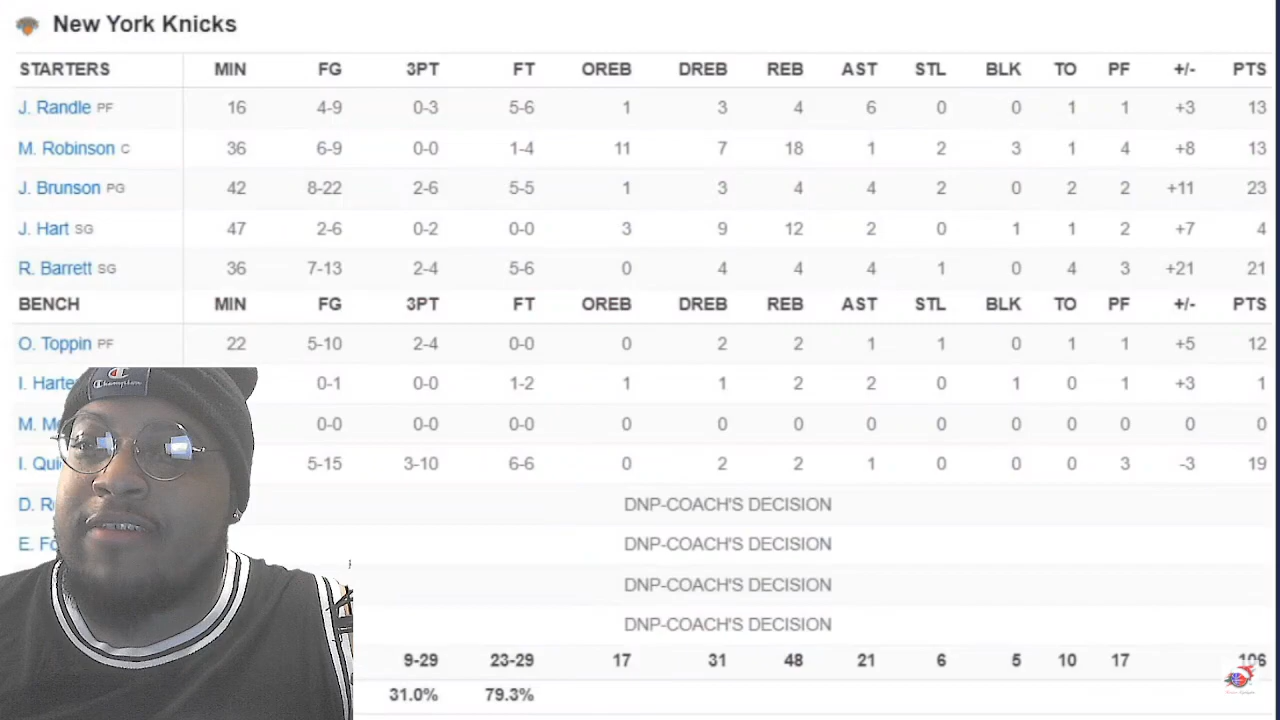 New York Knicks
STARTERS MIN FG 3PT FT OREB DREB REB AST STL BLK TO PF +/- PTS
J. Randle PF 16 4-9 0-3 5-6 1 3 4 6 0 0 1 1 +3 13
M. Robinson C 36 6-9 0-0 1-4 11 7 18 1 2 3 1 4 +8 13
J. Brunson PG 42 8-22 2-6 5-5 1 3 4 4 2 0 2 2 +11 23
J. Hart SG 47 2-6 0-2 0-0 3 9 12 2 0 1 1 2 +7 4
R. Barrett SG 36 7-13 2-4 5-6 0 4 4 4 1 0 4 3 +21 21
BENCH MIN FG 3PT FT OREB DREB REB AST STL BLK TO PF +/- PTS
O. Toppin PF 22 5-10 2-4 0-0 0 2 2 1 1 0 1 1 +5 12
I. Harte 0-1 0-0 1-2 1 1 2 2 0 1 0 1 +3 1
M. 0-0 0-0 0-0 0 0 0 0 0 0 0 0 0 0
I. Qui 5-15 3-10 6-6 0 2 2 1 0 0 0 3 -3 19
D. DNP-COACH'S DECISION
E. DNP-COACH'S DECISION
DNP-COACH'S DECISION
DNP-COACH'S DECISION
9-29 23-29 17 31 48 21 6 5 10 17 106
31.0% 79.3%
Champion